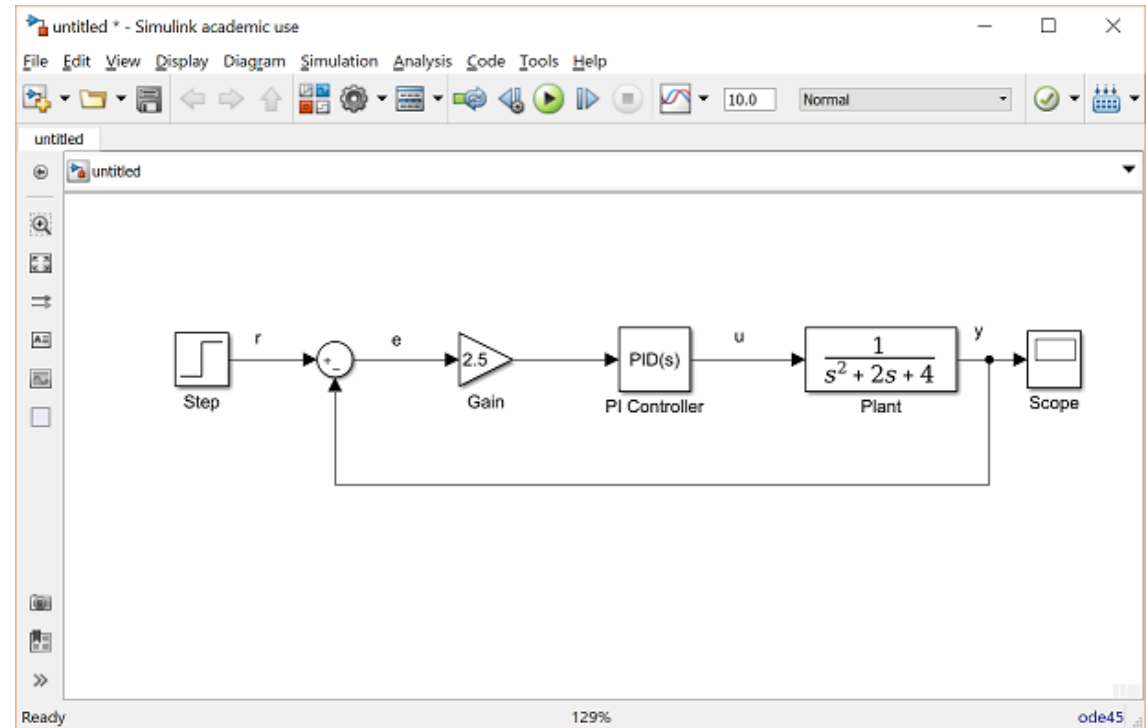 untitled * - Simulink academic use
File Edit View Display Diagram Simulation Analysis Code Tools Help
10.0 Normal
untitled
untitled
r e u y
+
−
2.5 PID(s) 1
s² + 2s + 4
Step Gain PI Controller Plant Scope
Ready 129% ode45